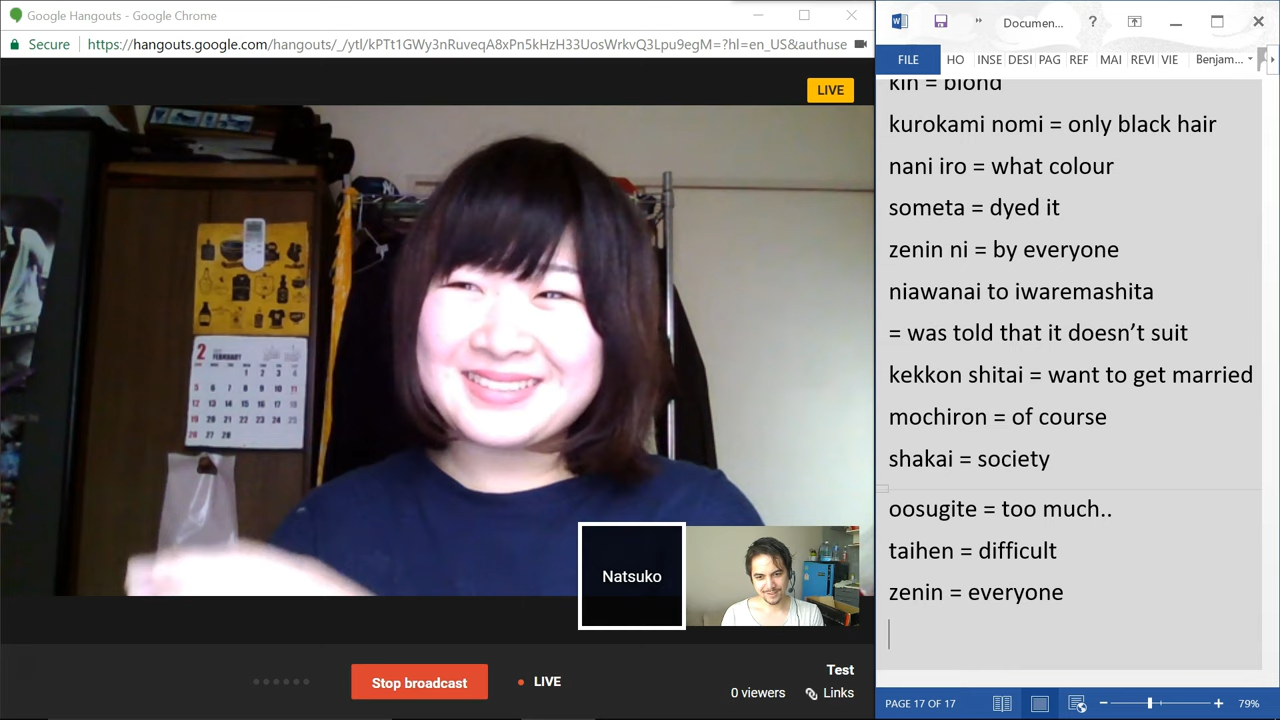 Google Hangouts - Google Chrome
Secure
https://hangouts.google.com/hangouts/_/ytl/kPTt1GWy3nRuveqA8xPn5kHzH33UosWrkvQ3Lpu9egM=?hl=en_US&authuse
LIVE
2 FEBRUARY
Natsuko
Stop broadcast
LIVE
Test
0 viewers
Links
Documen...
FILE HO INSE DESI PAG REF MAI REVI VIE Benjam...
kin = blond
kurokami nomi = only black hair
nani iro = what colour
someta = dyed it
zenin ni = by everyone
niawanai to iwaremashita
= was told that it doesn’t suit
kekkon shitai = want to get married
mochiron = of course
shakai = society
oosugite = too much..
taihen = difficult
zenin = everyone
PAGE 17 OF 17
79%